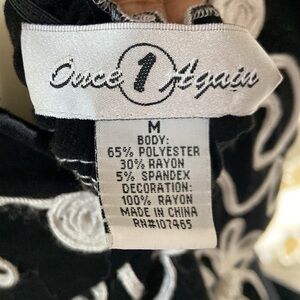 Once 1 Again
M
BODY:
65% POLYESTER
30% RAYON
5% SPANDEX
DECORATION:
100% RAYON
MADE IN CHINA
RN#107465